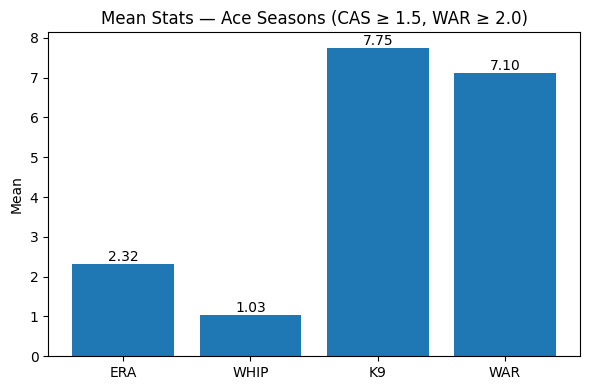 Mean Stats — Ace Seasons (CAS ≥ 1.5, WAR ≥ 2.0)
8
7
6
5
4
3
2
1
0
Mean
2.32
1.03
7.75
7.10
ERA
WHIP
K9
WAR